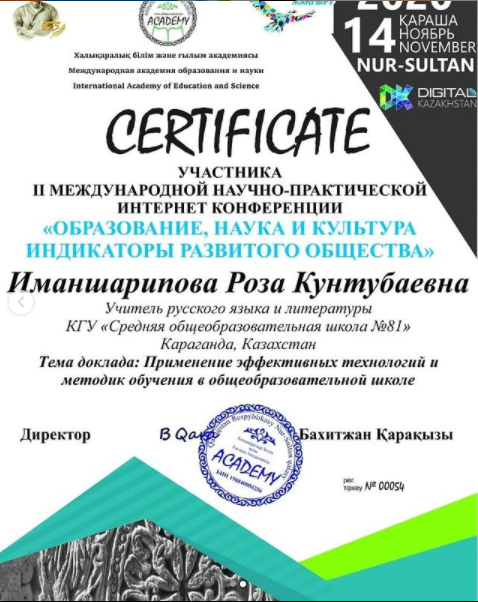 ACADEMY
14 ҚАРАША
НОЯБРЬ
NOVEMBER
NUR-SULTAN
DIGITAL
KAZAKHSTAN
Халықаралық білім және ғылым академиясы
Международная академия образования и науки
International Academy of Education and Science
CERTIFICATE
УЧАСТНИКА
II МЕЖДУНАРОДНОЙ НАУЧНО-ПРАКТИЧЕСКОЙ
ИНТЕРНЕТ КОНФЕРЕНЦИИ
«ОБРАЗОВАНИЕ, НАУКА И КУЛЬТУРА
ИНДИКАТОРЫ РАЗВИТОГО ОБЩЕСТВА»
Иманшарипова Роза Кунтубаевна
Учитель русского языка и литературы
КГУ «Средняя общеобразовательная школа №81»
Караганда, Казахстан
Тема доклада: Применение эффективных технологий и
методик обучения в общеобразовательной школе
Директор
Бахитжан Қарақызы
ACADEMY
рег.
тіркеу № 00054